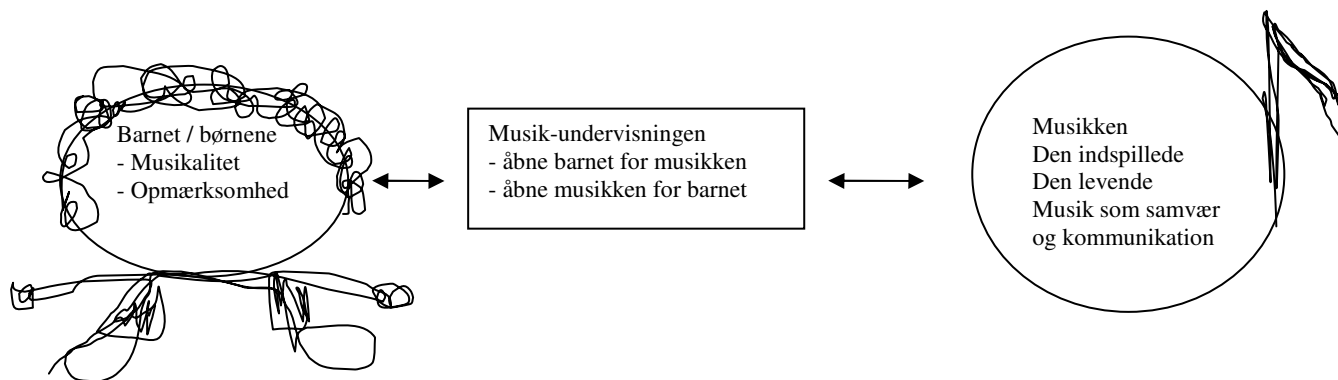 Barnet / børnene
- Musikalitet
- Opmærksomhed
Musik-undervisningen
- åbne barnet for musikken
- åbne musikken for barnet
Musikken
Den indspillede
Den levende
Musik som samvær
og kommunikation